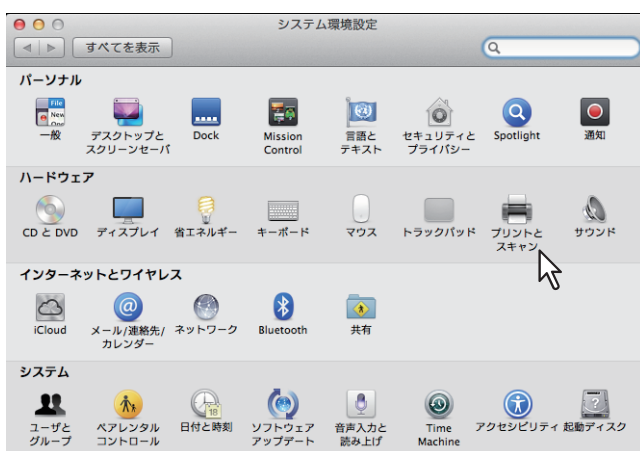 システム環境設定
すべてを表示
パーソナル
File
New
One
一般
デスクトップと
スクリーンセーバ
Dock
Mission
Control
言語と
テキスト
セキュリティと
プライバシー
Spotlight
通知
ハードウェア
CD と DVD
ディスプレイ
省エネルギー
キーボード
マウス
トラックパッド
プリントと
スキャン
サウンド
インターネットとワイヤレス
iCloud
メール/連絡先/
カレンダー
ネットワーク
Bluetooth
共有
システム
ユーザと
グループ
ペアレンタル
コントロール
18
日付と時刻
ソフトウェア
アップデート
音声入力と
読み上げ
Time
Machine
アクセシビリティ
?
起動ディスク